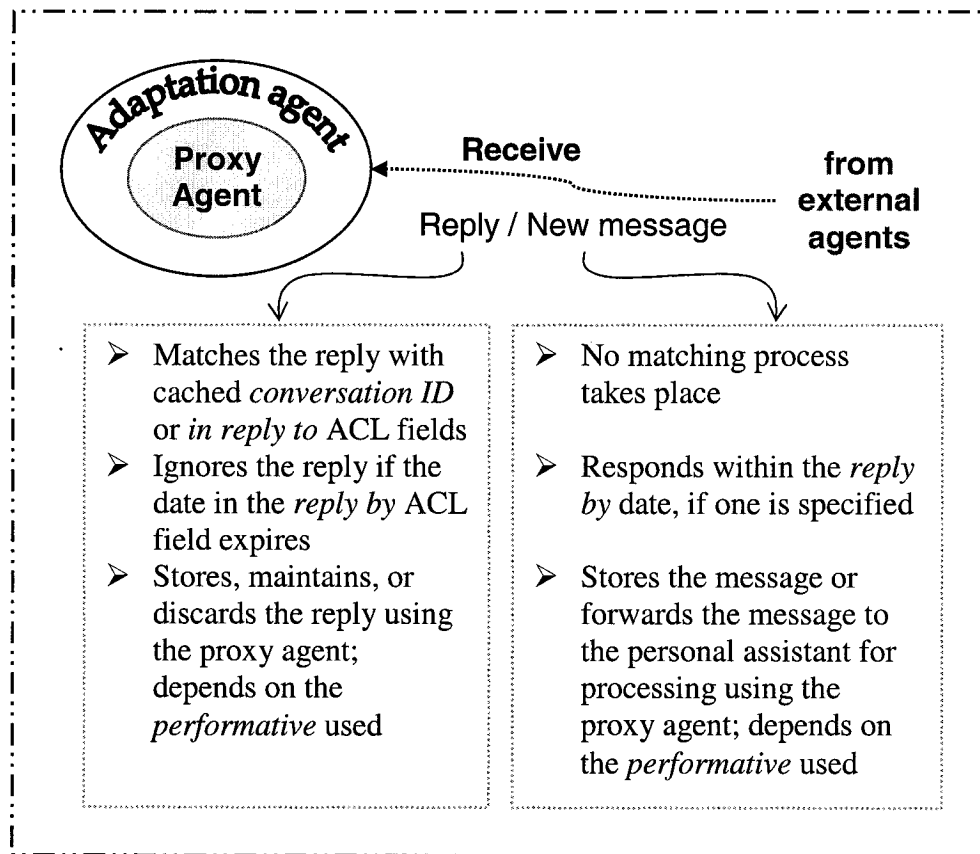 Adaptation agent
Proxy
Agent
Receive
from
external
agents
Reply / New message
➢ Matches the reply with
cached conversation ID
or in reply to ACL fields
➢ Ignores the reply if the
date in the reply by ACL
field expires
➢ Stores, maintains, or
discards the reply using
the proxy agent;
depends on the
performative used
➢ No matching process
takes place
➢ Responds within the reply
by date, if one is specified
➢ Stores the message or
forwards the message to
the personal assistant for
processing using the
proxy agent; depends on
the performative used